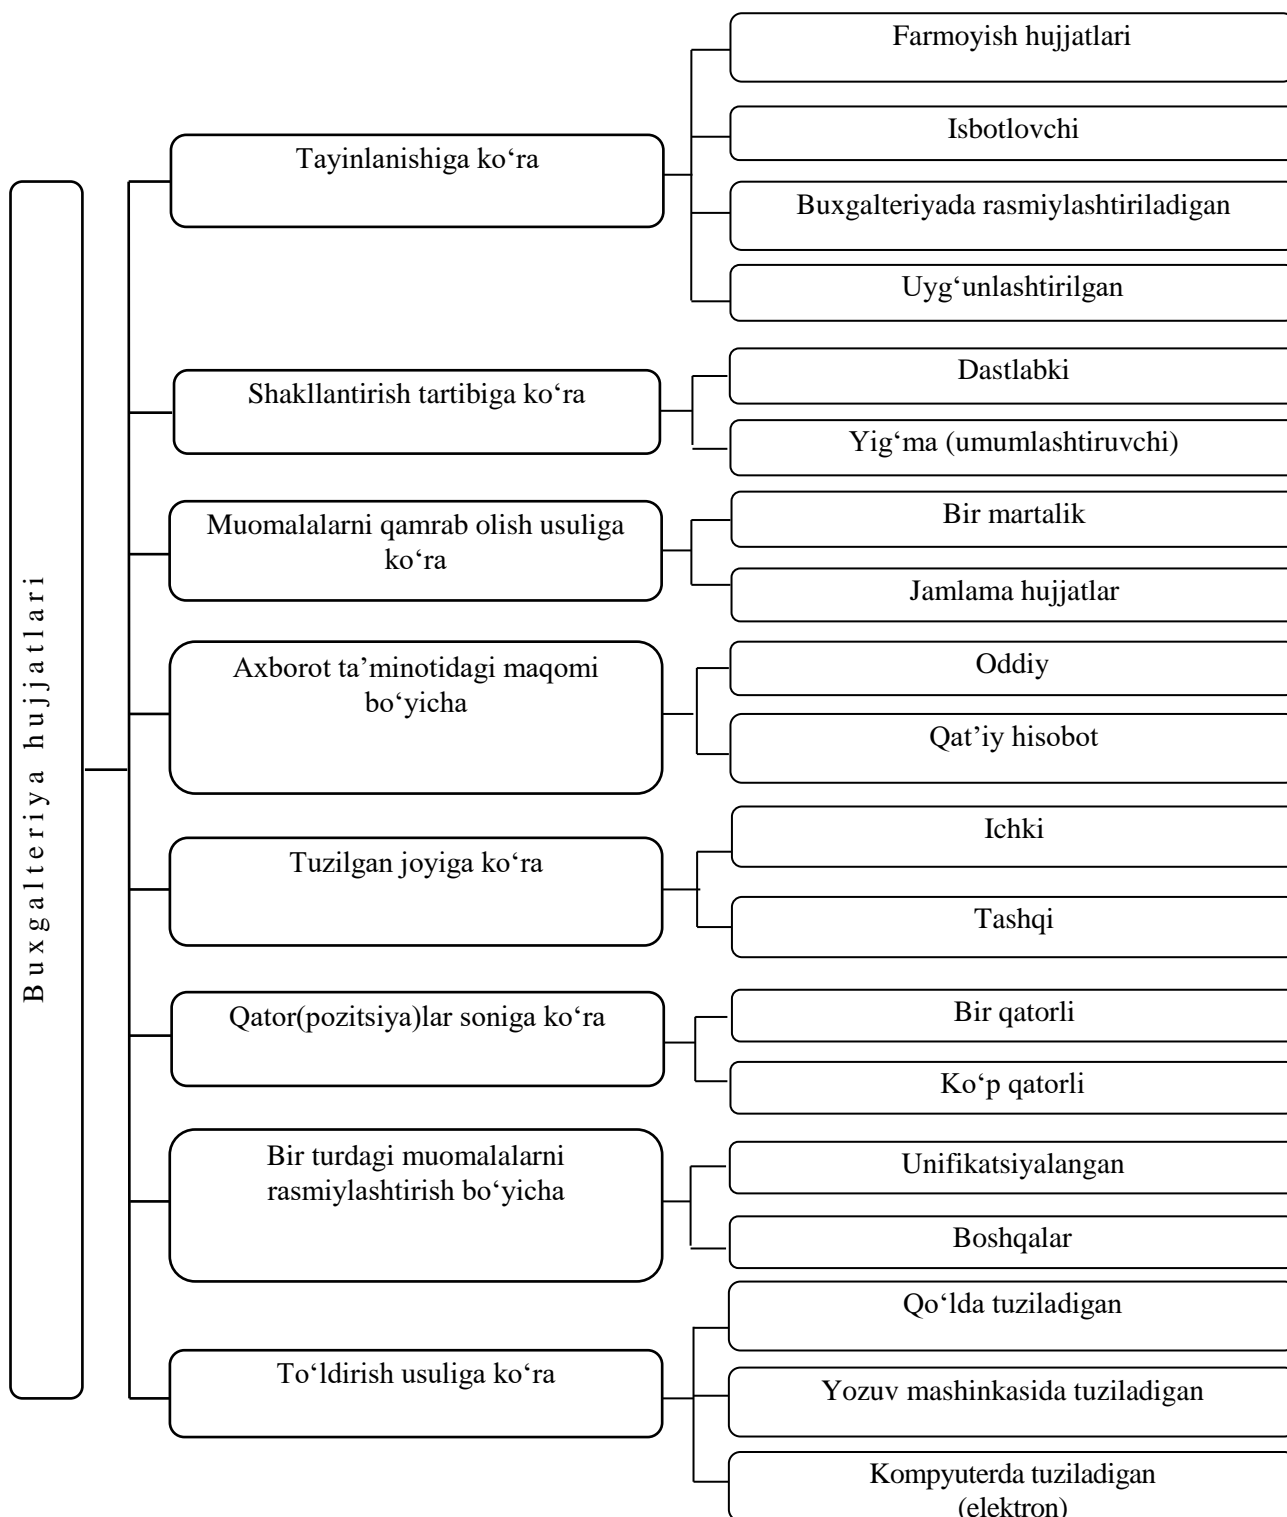 Buxgalteriya hujjatlari
Tayinlanishiga ko‘ra
Farmoyish hujjatlari
Isbotlovchi
Buxgalteriyada rasmiylashtiriladigan
Uyg‘unlashtirilgan
Shakllantirish tartibiga ko‘ra
Dastlabki
Yig‘ma (umumlashtiruvchi)
Muomalalarni qamrab olish usuliga
ko‘ra
Bir martalik
Jamlama hujjatlar
Axborot ta’minotidagi maqomi
bo‘yicha
Oddiy
Qat’iy hisobot
Tuzilgan joyiga ko‘ra
Ichki
Tashqi
Qator(pozitsiya)lar soniga ko‘ra
Bir qatorli
Ko‘p qatorli
Bir turdagi muomalalarni
rasmiylashtirish bo‘yicha
Unifikatsiyalangan
Boshqalar
To‘ldirish usuliga ko‘ra
Qo‘lda tuziladigan
Yozuv mashinkasida tuziladigan
Kompyuterda tuziladigan
(elektron)